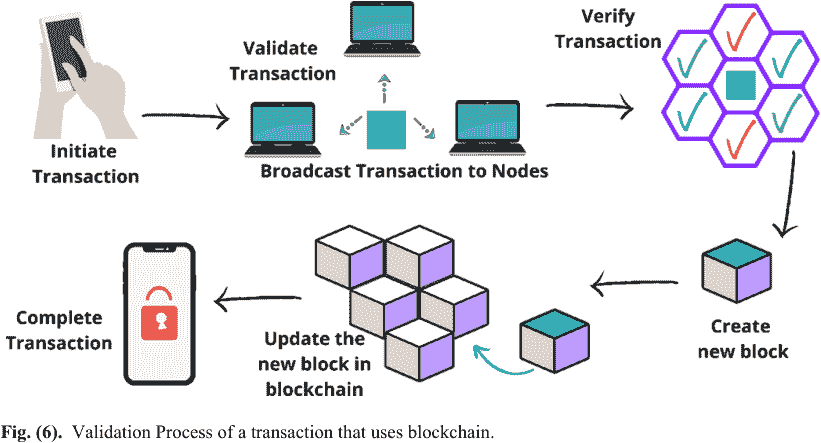 Initiate
Transaction
Validate
Transaction
Broadcast Transaction to Nodes
Verify
Transaction
Create
new block
Update the
new block in
blockchain
Complete
Transaction
Fig. (6). Validation Process of a transaction that uses blockchain.